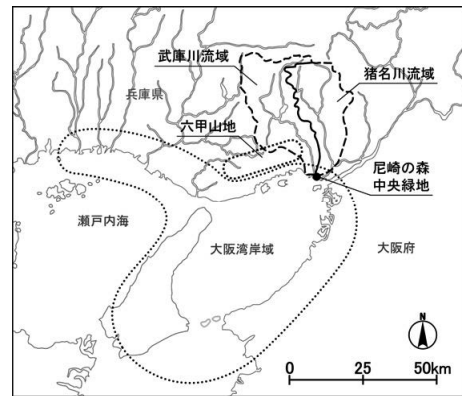 武庫川流域
猪名川流域
兵庫県
六甲山地
尼崎の森
中央緑地
瀬戸内海
大阪湾岸域
大阪府
N
0 25 50km